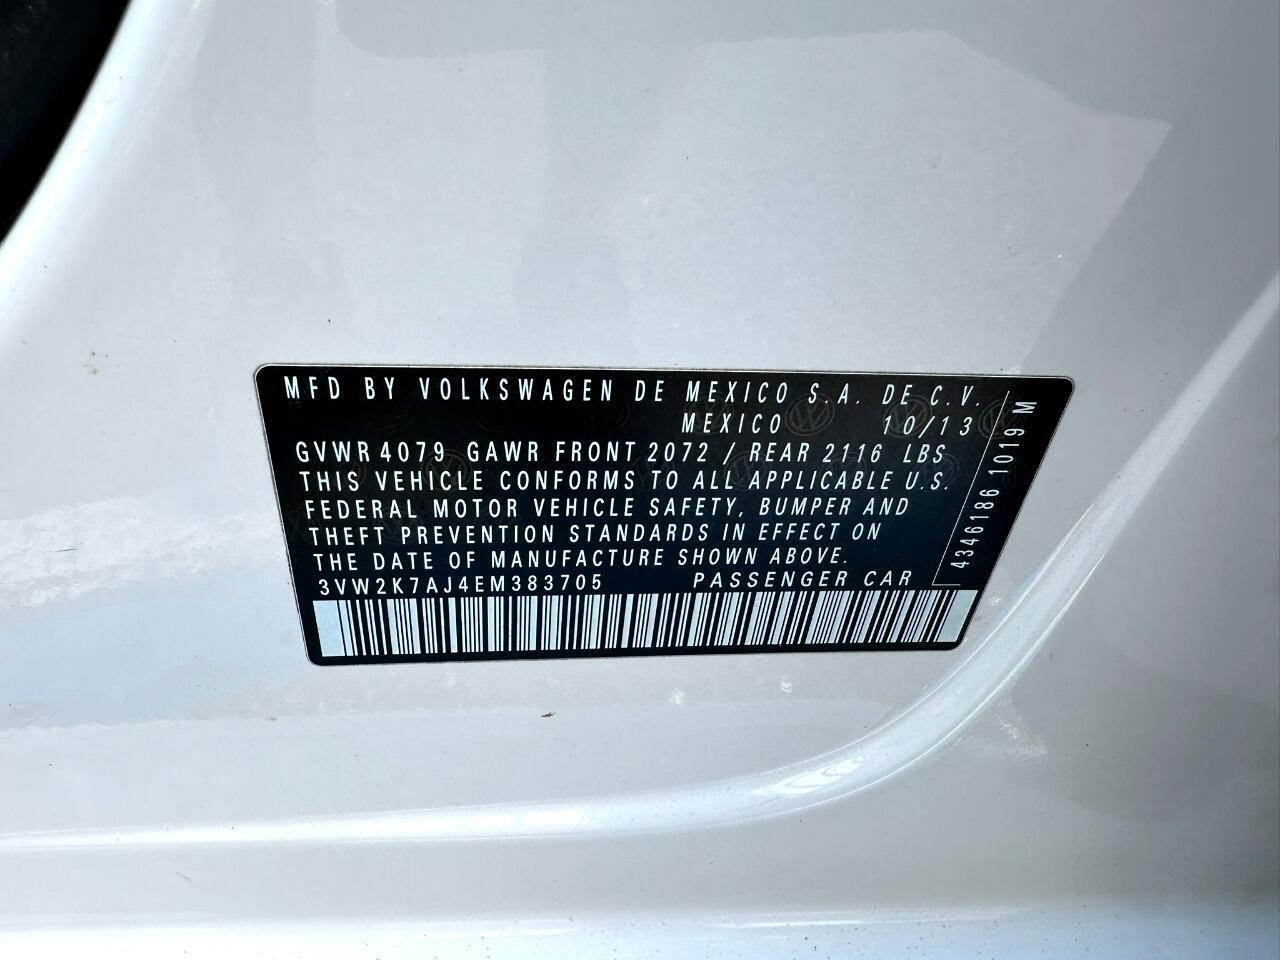 MFD BY VOLKSWAGEN DE MEXICO S.A. DE C.V.
MEXICO 10/13
GVWR 4079 GAWR FRONT 2072 / REAR 2116 LBS
THIS VEHICLE CONFORMS TO ALL APPLICABLE U.S.
FEDERAL MOTOR VEHICLE SAFETY, BUMPER AND
THEFT PREVENTION STANDARDS IN EFFECT ON
THE DATE OF MANUFACTURE SHOWN ABOVE.
3VW2K7AJ4EM383705 PASSENGER CAR
4346186 1019 M